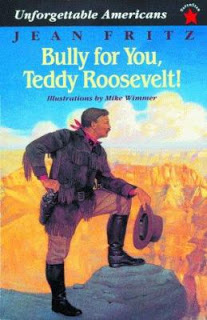 Unforgettable Americans
JEAN FRITZ
Bully for You,
Teddy Roosevelt!
Illustrations by Mike Wimmer